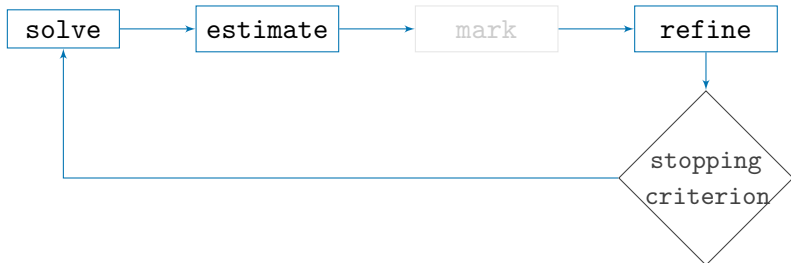 solve
estimate
mark
refine
stopping
criterion